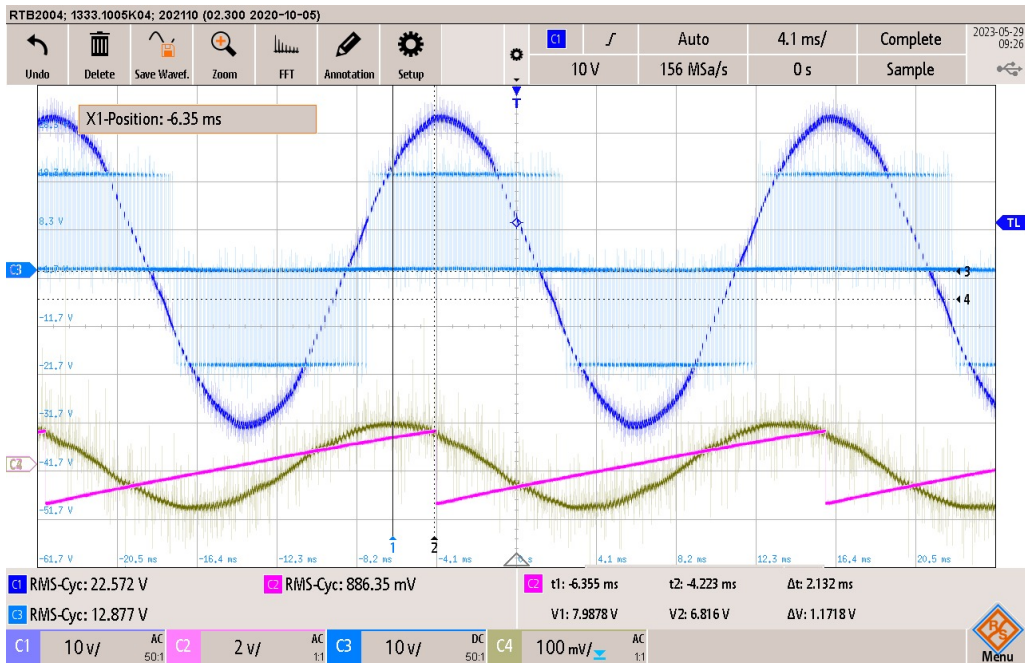 RTB2004; 1333.1005K04; 202110 (02.300 2020-10-05)
Undo
Delete
Save Wavef.
Zoom
FFT
Annotation
Setup
C1
Auto
4.1 ms/
Complete
2023-05-29
09:26
10 V
156 MSa/s
0 s
Sample
T
X1-Position: -6.35 ms
8.3 V
TL
C3
3
4
-11.7 V
-21.7 V
-31.7 V
C4
-41.7 V
-51.7 V
1
2
-61.7 V
-20.5 ms
-16.4 ms
-12.3 ms
-8.2 ms
-4.1 ms
4.1 ms
8.2 ms
12.3 ms
16.4 ms
20.5 ms
C1 RMS-Cyc: 22.572 V
C2 RMS-Cyc: 886.35 mV
C2 t1: -6.355 ms t2: -4.223 ms Δt: 2.132 ms
C3 RMS-Cyc: 12.877 V
V1: 7.9878 V V2: 6.816 V ΔV: 1.1718 V
C1 10 V/ AC 50:1
C2 2 V/ AC 1:1
C3 10 V/ DC 50:1
C4 100 mV/ AC 1:1
R&S
Menu